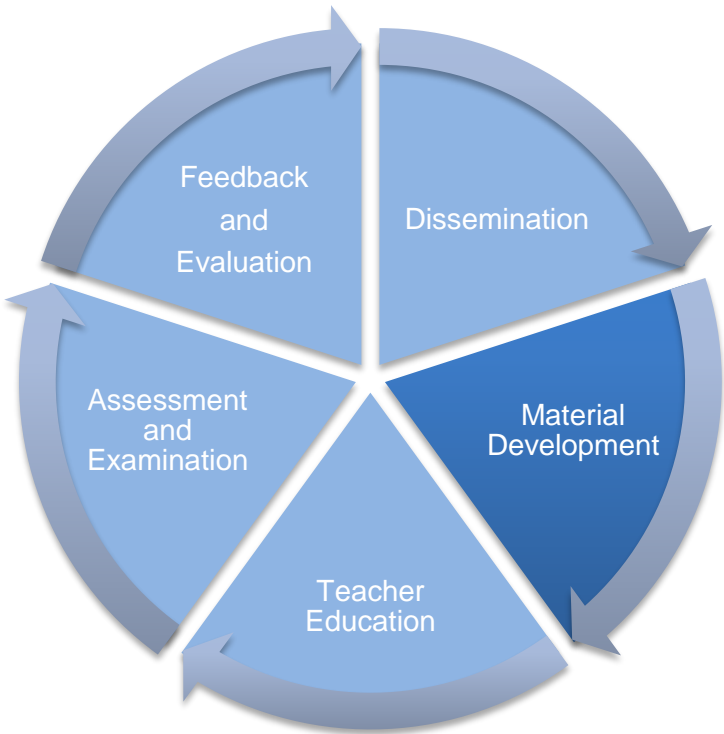 Feedback
and
Evaluation
Dissemination
Material
Development
Teacher
Education
Assessment
and
Examination